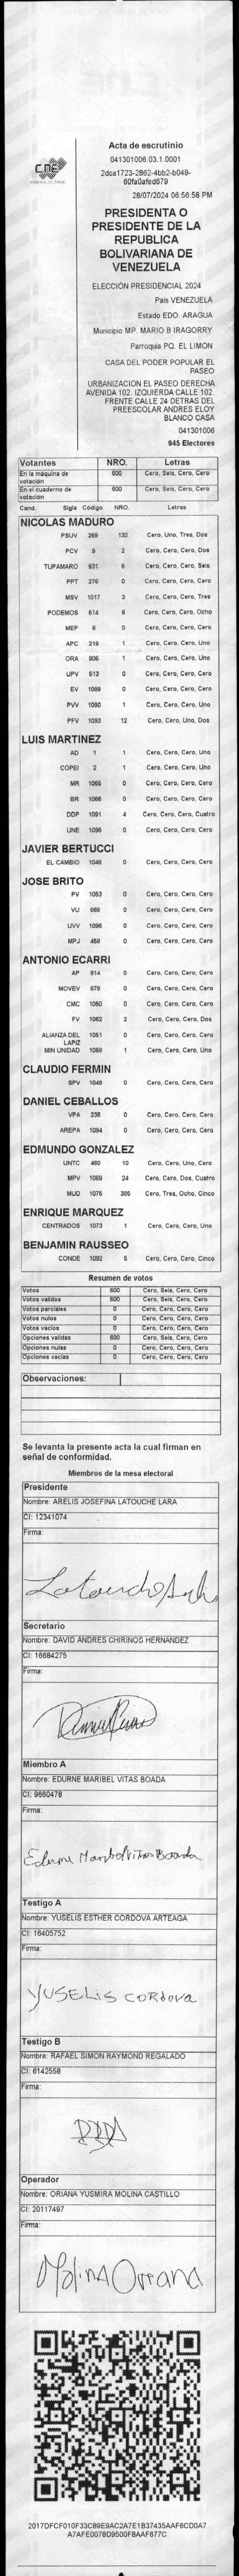 Acta de escrutinio
041301006.03.1.0001
2dca1723-2862-4bb2-b049-
60fa0afed679
28/07/2024 06:56:56 PM
CNE
PRESIDENTA O
PRESIDENTE DE LA
REPUBLICA
BOLIVARIANA DE
VENEZUELA
ELECCIÓN PRESIDENCIAL 2024
País VENEZUELA
Estado EDO. ARAGUA
Municipio MP. MARIO B IRAGORRY
Parroquia PQ. EL LIMON
CASA DEL PODER POPULAR EL
PASEO
URBANIZACION EL PASEO DERECHA
AVENIDA 102. IZQUIERDA CALLE 102.
FRENTE CALLE 24 DETRAS DEL
PREESCOLAR ANDRES ELOY
BLANCO CASA
041301006
945 Electores
Votantes NRO. Letras
En la máquina de votación 600 Cero, Seis, Cero, Cero
En el cuaderno de votación 600 Cero, Seis, Cero, Cero
Cand. Sigla Código NRO. Letras
NICOLAS MADURO
PSUV 269 132 Cero, Uno, Tres, Dos
PCV 9 2 Cero, Cero, Cero, Dos
TUPAMARO 931 6 Cero, Cero, Cero, Seis
PPT 276 0 Cero, Cero, Cero, Cero
MSV 1017 3 Cero, Cero, Cero, Tres
PODEMOS 514 8 Cero, Cero, Cero, Ocho
MEP 6 0 Cero, Cero, Cero, Cero
APC 219 1 Cero, Cero, Cero, Uno
ORA 906 1 Cero, Cero, Cero, Uno
UPV 513 0 Cero, Cero, Cero, Cero
EV 1089 0 Cero, Cero, Cero, Cero
PVV 1090 1 Cero, Cero, Cero, Uno
PFV 1093 12 Cero, Cero, Uno, Dos
LUIS MARTINEZ
AD 1 1 Cero, Cero, Cero, Uno
COPEI 2 1 Cero, Cero, Cero, Uno
MR 1065 0 Cero, Cero, Cero, Cero
BR 1066 0 Cero, Cero, Cero, Cero
DDP 1091 4 Cero, Cero, Cero, Cuatro
UNE 1095 0 Cero, Cero, Cero, Cero
JAVIER BERTUCCI
EL CAMBIO 1048 0 Cero, Cero, Cero, Cero
JOSE BRITO
PV 1053 0 Cero, Cero, Cero, Cero
VU 868 0 Cero, Cero, Cero, Cero
UVV 1096 0 Cero, Cero, Cero, Cero
MPJ 458 0 Cero, Cero, Cero, Cero
ANTONIO ECARRI
AP 814 0 Cero, Cero, Cero, Cero
MOVEV 878 0 Cero, Cero, Cero, Cero
CMC 1050 0 Cero, Cero, Cero, Cero
FV 1062 2 Cero, Cero, Cero, Dos
ALIANZA DEL LAPIZ 1051 0 Cero, Cero, Cero, Cero
MIN UNIDAD 1068 1 Cero, Cero, Cero, Uno
CLAUDIO FERMIN
SPV 1049 0 Cero, Cero, Cero, Cero
DANIEL CEBALLOS
VPA 236 0 Cero, Cero, Cero, Cero
AREPA 1094 0 Cero, Cero, Cero, Cero
EDMUNDO GONZALEZ
UNTC 460 10 Cero, Cero, Uno, Cero
MPV 1069 24 Cero, Cero, Dos, Cuatro
MUD 1075 385 Cero, Tres, Ocho, Cinco
ENRIQUE MARQUEZ
CENTRADOS 1073 1 Cero, Cero, Cero, Uno
BENJAMIN RAUSSEO
CONDE 1092 5 Cero, Cero, Cero, Cinco
Resumen de votos
Votos 600 Cero, Seis, Cero, Cero
Votos validos 600 Cero, Seis, Cero, Cero
Votos parciales 0 Cero, Cero, Cero, Cero
Votos nulos 0 Cero, Cero, Cero, Cero
Votos vacios 0 Cero, Cero, Cero, Cero
Opciones validas 600 Cero, Seis, Cero, Cero
Opciones nulas 0 Cero, Cero, Cero, Cero
Opciones vacias 0 Cero, Cero, Cero, Cero
Observaciones:
Se levanta la presente acta la cual firman en
señal de conformidad.
Miembros de la mesa electoral
Presidente
Nombre: ARELIS JOSEFINA LATOUCHE LARA
CI: 12341074
Firma:
Secretario
Nombre: DAVID ANDRES CHIRINOS HERNANDEZ
CI: 16684275
Firma:
Miembro A
Nombre: EDURNE MARIBEL VITAS BOADA
CI: 9660478
Firma:
Edurne Maribel Vitas Boada
Testigo A
Nombre: YUSELIS ESTHER CORDOVA ARTEAGA
CI: 16405752
Firma:
YUSELIS CORDOVA
Testigo B
Nombre: RAFAEL SIMON RAYMOND REGALADO
CI: 6142558
Firma:
Operador
Nombre: ORIANA YUSMIRA MOLINA CASTILLO
CI: 20117497
Firma:
Molina Oriana
2017DFCF010F33C89E9AC2A7E1B37435AAF8CD0A7
A7AFE0078D9500F8AAF677C